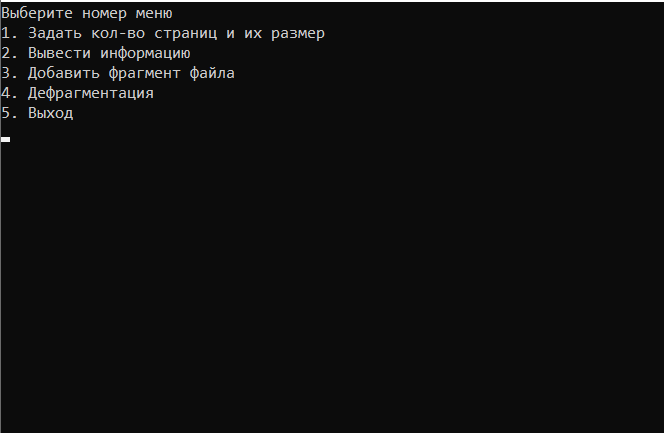 Выберите номер меню
1. Задать кол-во страниц и их размер
2. Вывести информацию
3. Добавить фрагмент файла
4. Дефрагментация
5. Выход